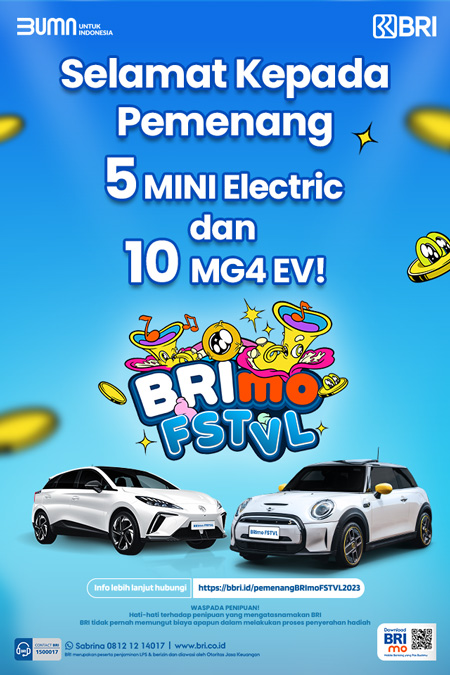 BUMN UNTUK INDONESIA
BRI
Selamat Kepada
Pemenang
5 MINI Electric
dan
10 MG4 EV!
BRImo
FSTVL
BRImo FSTVL
BRImo FSTVL
Info lebih lanjut hubungi https://bbri.id/pemenangBRImoFSTVL2023
WASPADA PENIPUAN!
Hati-hati terhadap penipuan yang mengatasnamakan BRI
BRI tidak pernah memungut biaya apapun dalam melakukan proses penyerahan hadiah
CONTACT BRI
1500017
Sabrina 0812 12 14017 | www.bri.co.id
BRI merupakan peserta penjaminan LPS & berizin dan diawasi oleh Otoritas Jasa Keuangan
Download
BRI
mo